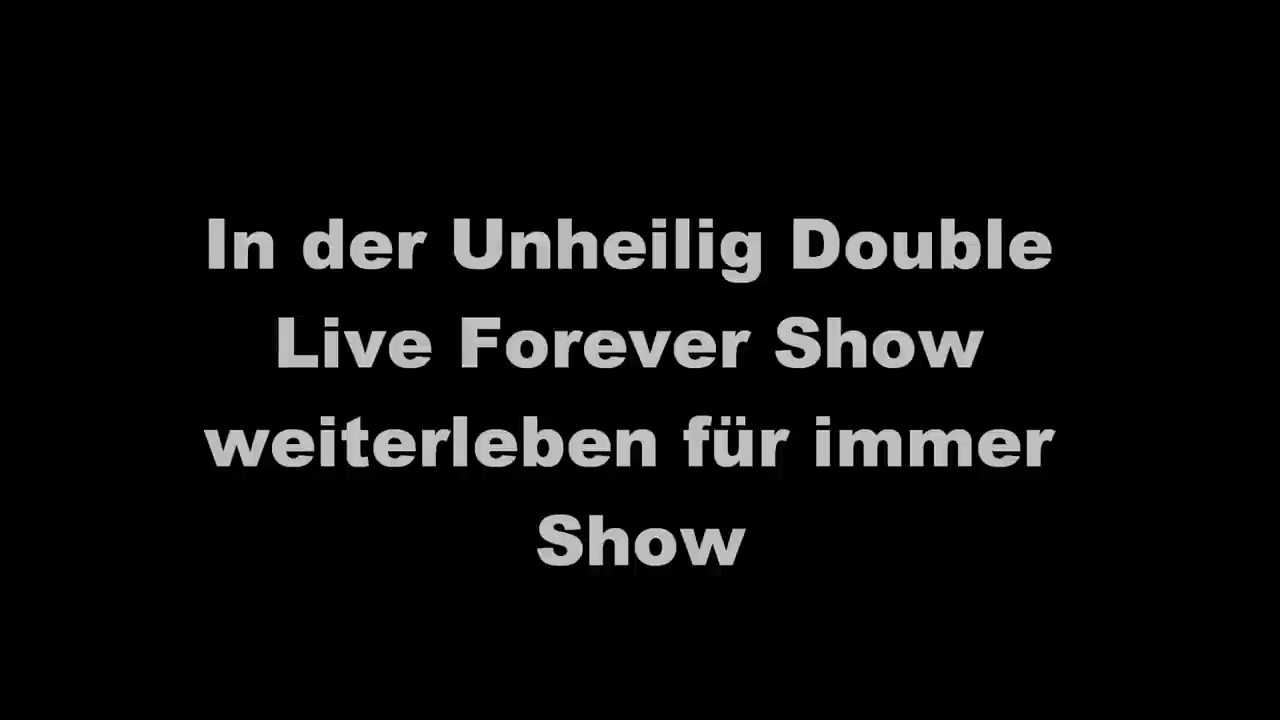 In der Unheilig Double
Live Forever Show
weiterleben für immer
Show